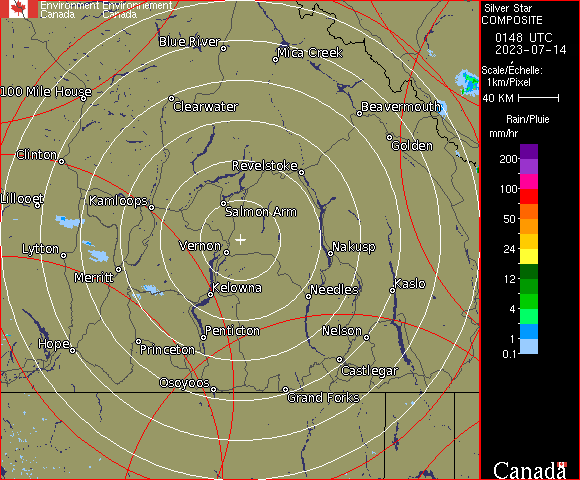 Environment Environnement
Canada Canada
Blue River
Mica Creek
100 Mile House
Clearwater
Beavermouth
Golden
Clinton
Revelstoke
Lillooet
Kamloops
Salmon Arm
Lytton
Vernon
Nakusp
Merritt
Kelowna
Needles
Kaslo
Hope
Penticton
Nelson
Princeton
Castlegar
Osoyoos
Grand Forks
Silver Star
COMPOSITE
0148 UTC
2023-07-14
Scale/Échelle:
1km/Pixel
40 KM
Rain/Pluie
mm/hr
200
100
50
24
12
4
1
0.1
Canada